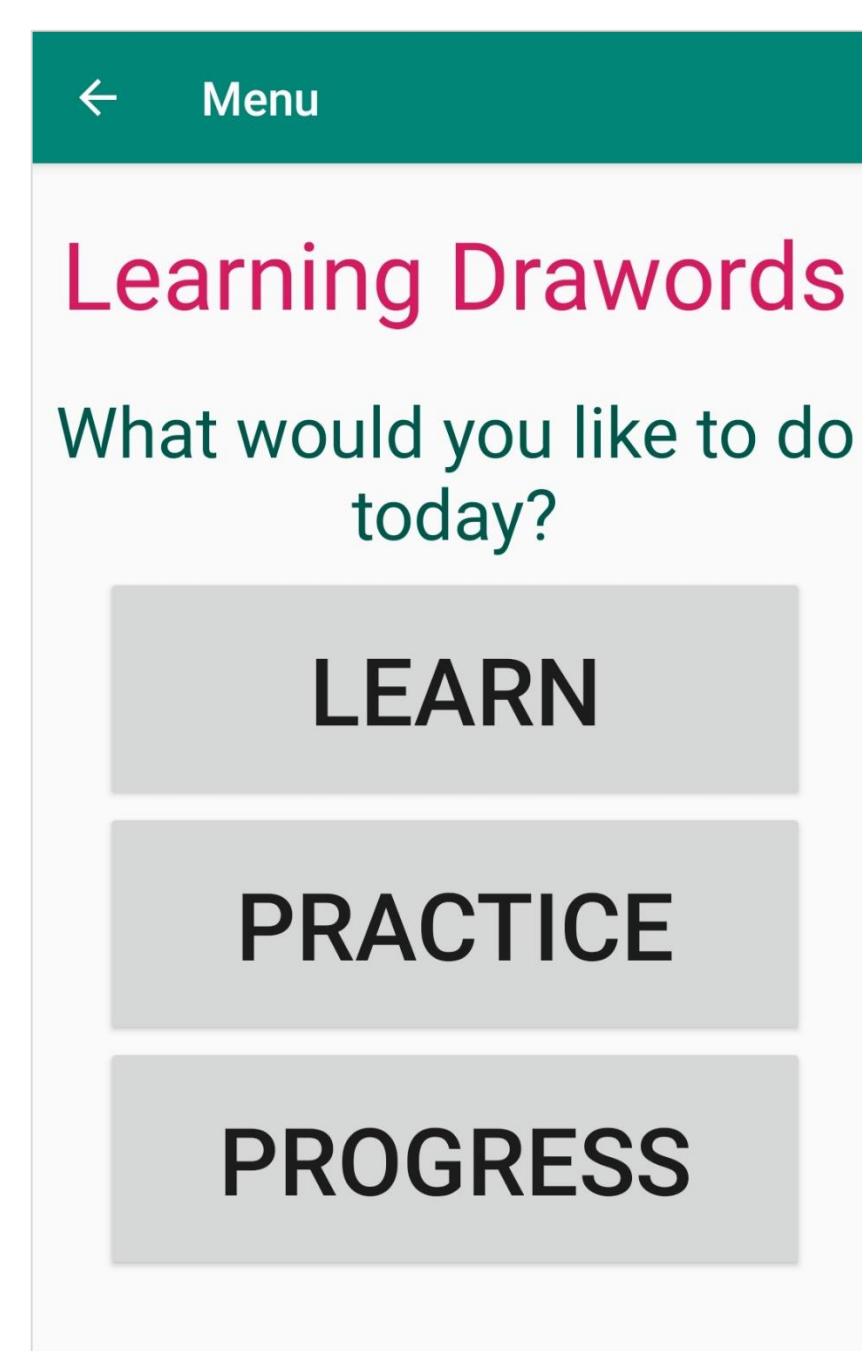 Menu
Learning Drawords
What would you like to do
today?
LEARN
PRACTICE
PROGRESS